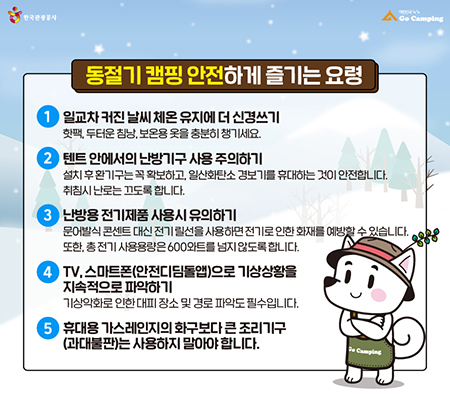 한국관광공사
대한민국 누가
Go Camping
동절기 캠핑 안전하게 즐기는 요령
1 일교차 커진 날씨 체온 유지에 더 신경쓰기
핫팩, 두터운 침낭, 보온용 옷을 충분히 챙기세요.
2 텐트 안에서의 난방기구 사용 주의하기
설치 후 환기구는 꼭 확보하고, 일산화탄소 경보기를 휴대하는 것이 안전합니다.
취침시 난로는 끄도록 합니다.
3 난방용 전기제품 사용시 유의하기
문어발식 콘센트 대신 전기 릴선을 사용하면 전기로 인한 화재를 예방할 수 있습니다.
또한, 총 전기 사용용량은 600와트를 넘지 않도록 합니다.
4 TV, 스마트폰(안전디딤돌앱)으로 기상상황을
지속적으로 파악하기
기상악화로 인한 대피 장소 및 경로 파악도 필수입니다.
5 휴대용 가스레인지의 화구보다 큰 조리기구
(과대불판)는 사용하지 말아야 합니다.
Go Camping